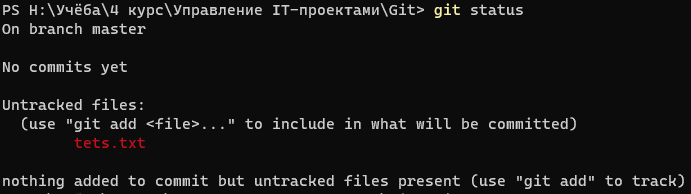 PS H:\Учёба\4 курс\Управление IT-проектами\Git> git status
On branch master
No commits yet
Untracked files:
(use "git add <file>..." to include in what will be committed)
tets.txt
nothing added to commit but untracked files present (use "git add" to track)